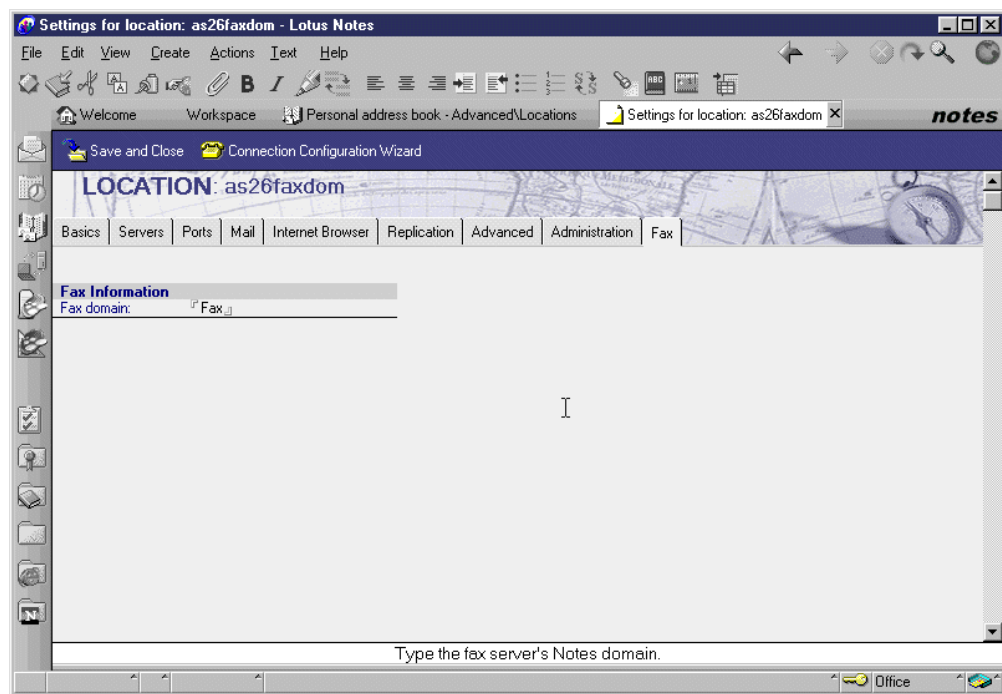 Settings for location: as26faxdom - Lotus Notes
File Edit View Create Actions Text Help
Welcome Workspace Personal address book - Advanced\Locations Settings for location: as26faxdom notes
Save and Close Connection Configuration Wizard
LOCATION: as26faxdom
Basics Servers Ports Mail Internet Browser Replication Advanced Administration Fax
Fax Information
Fax domain: Fax
Type the fax server's Notes domain.
Office